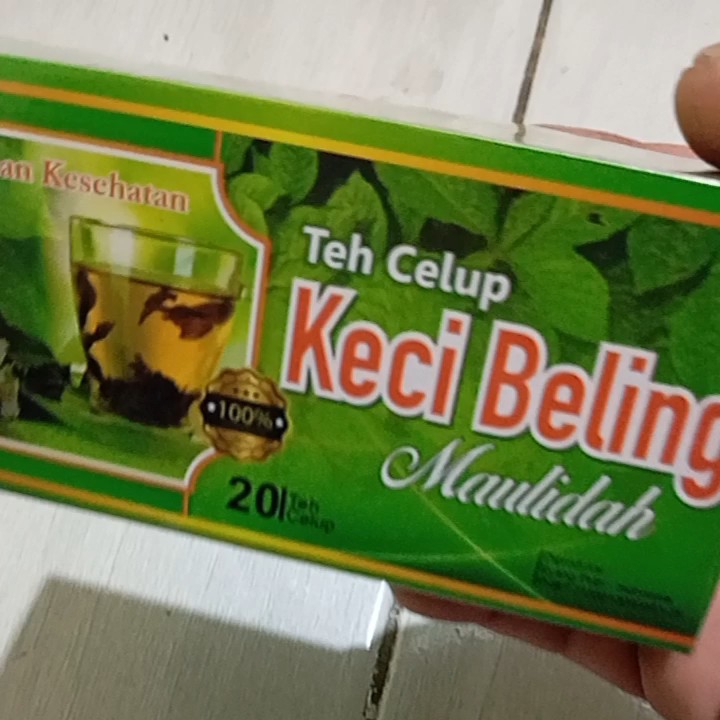 an Kesehatan
Teh Celup
Keci Beling
Maulidah
100%
20 Teh
Celup